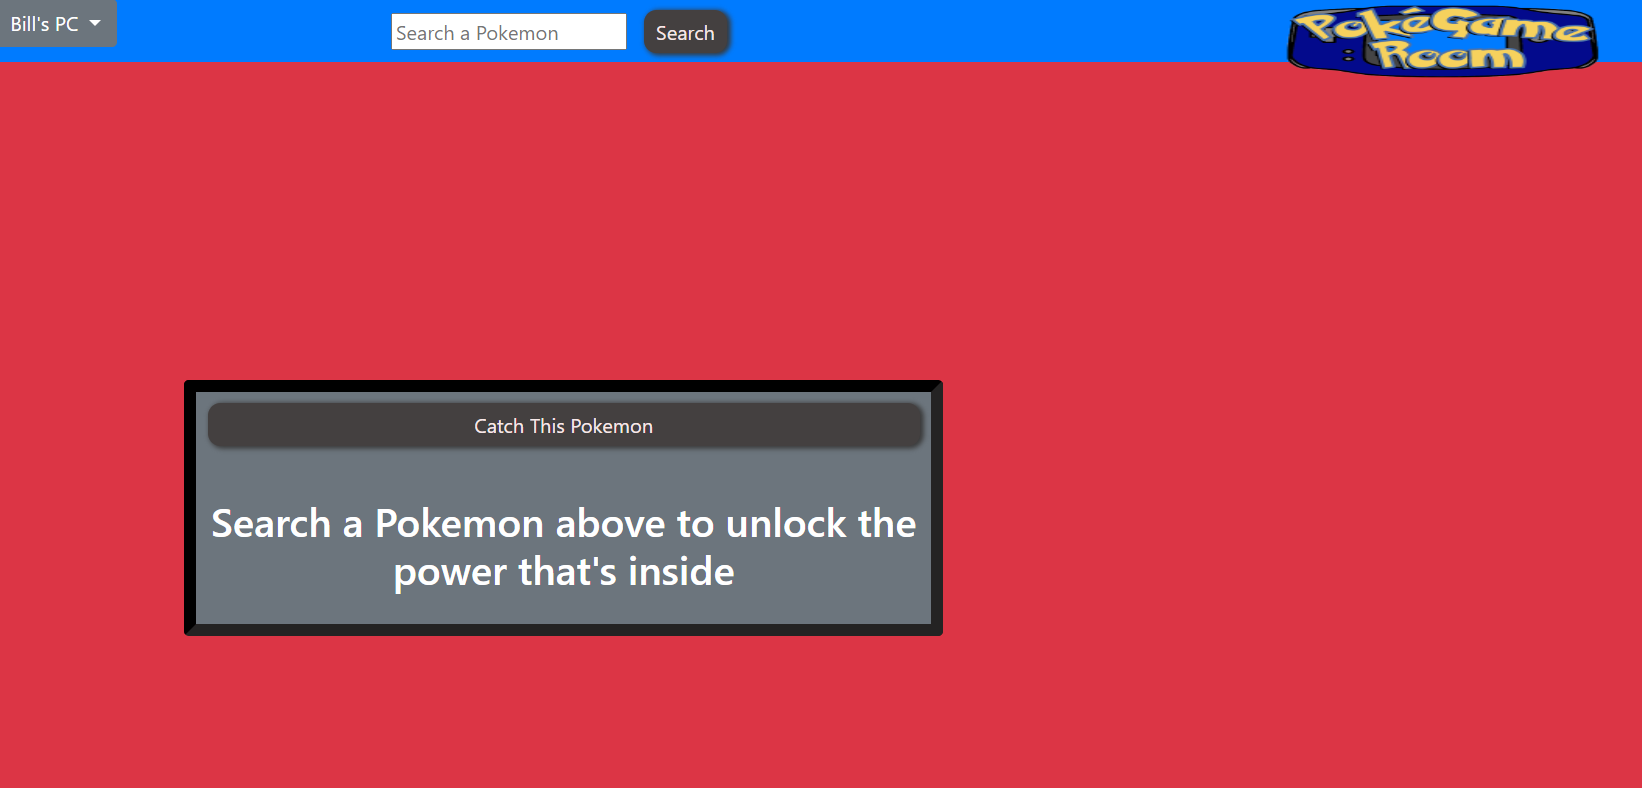 Bill's PC
Search a Pokemon
Search
PokéGame
Room
Catch This Pokemon
Search a Pokemon above to unlock the
power that's inside